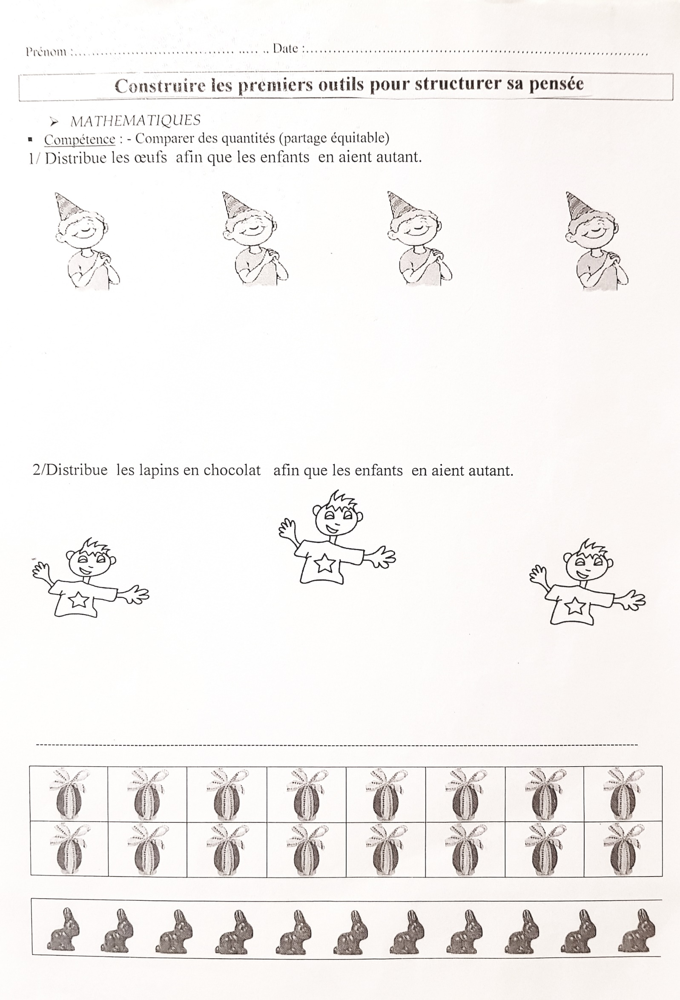 Prénom :........................................ ..... .. Date :................................................................................
Construire les premiers outils pour structurer sa pensée
➢ MATHEMATIQUES
▪ Compétence : - Comparer des quantités (partage équitable)
1/ Distribue les œufs afin que les enfants en aient autant.
2/Distribue les lapins en chocolat afin que les enfants en aient autant.